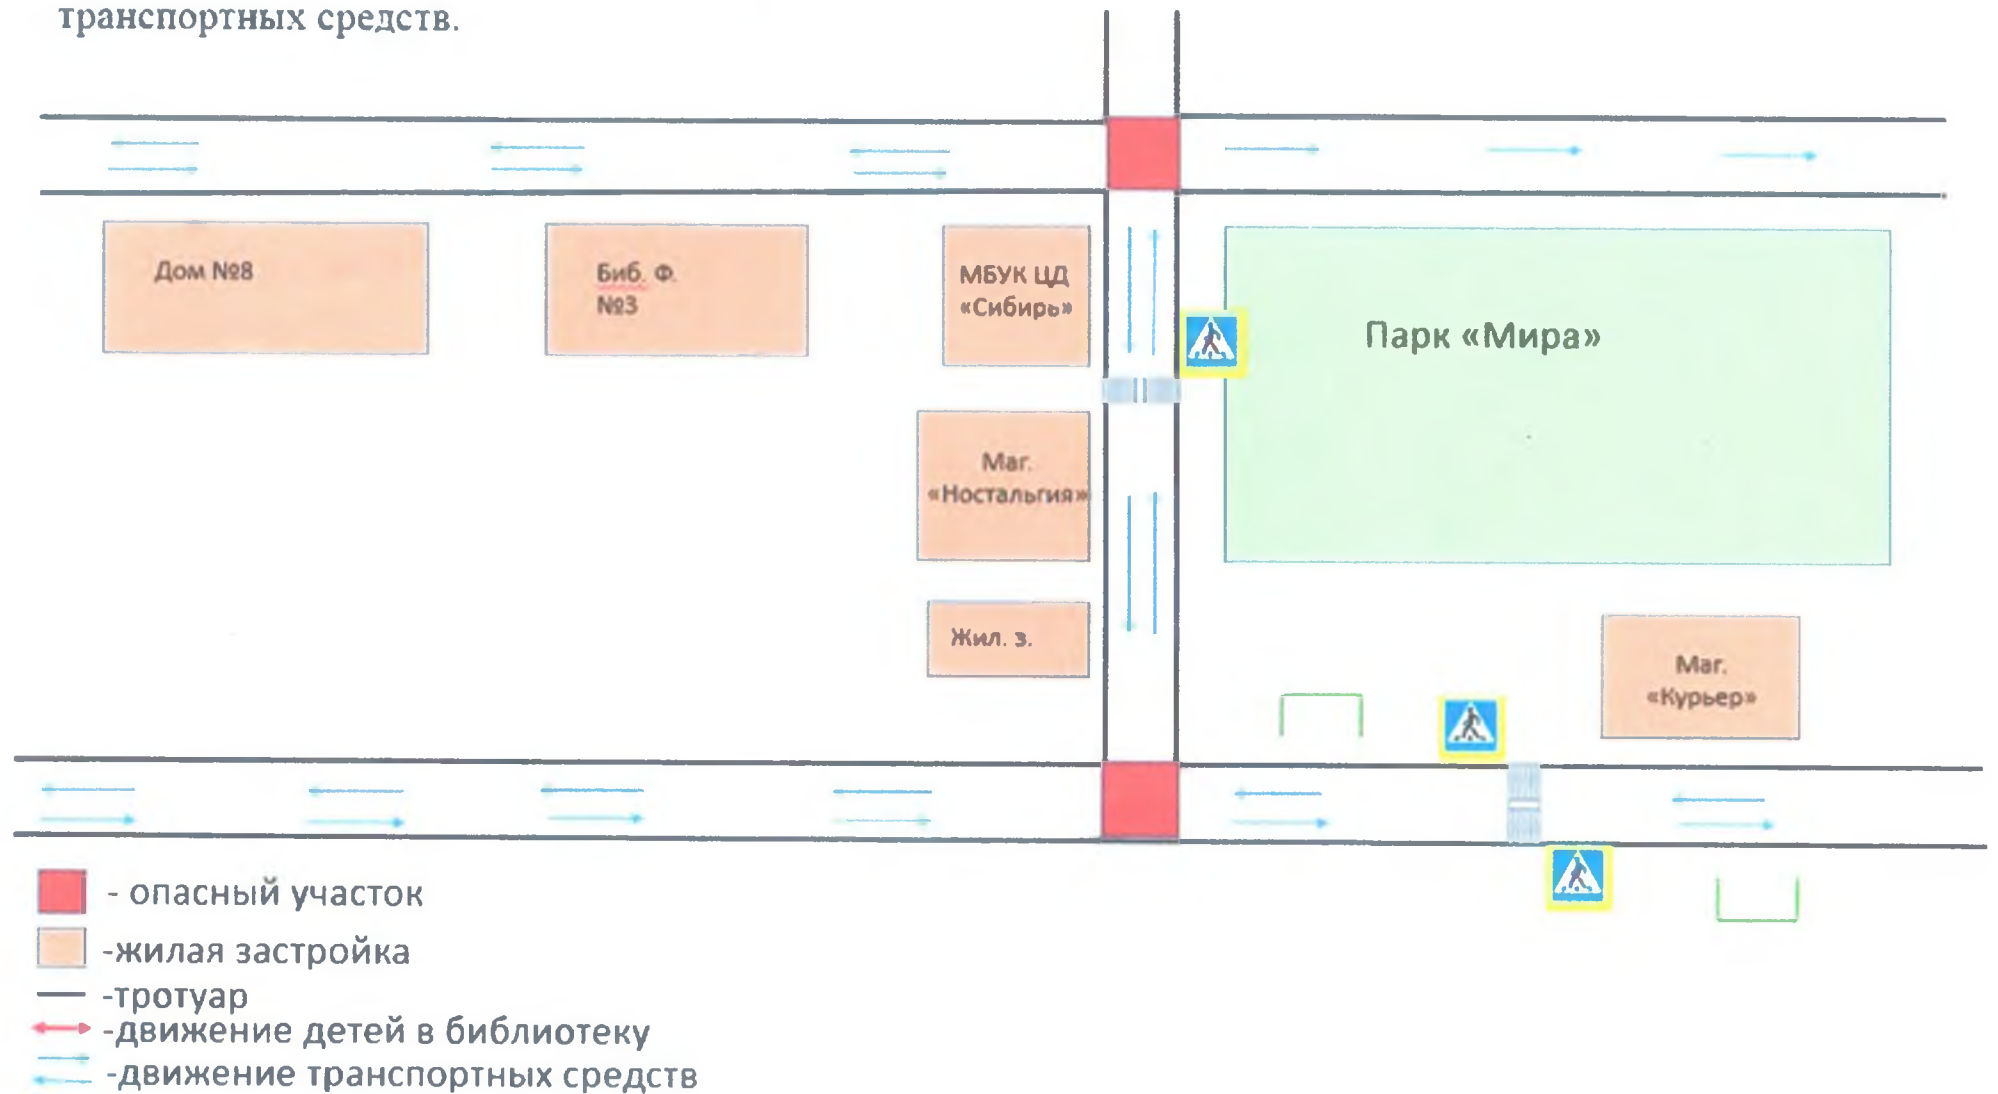 транспортных средств.
Дом №8
Биб. Ф.
№3
МБУК ЦД
«Сибирь»
Парк «Мира»
Маг.
«Ностальгия»
Жил. з.
Маг.
«Курьер»
- опасный участок
-жилая застройка
-тротуар
-движение детей в библиотеку
-движение транспортных средств